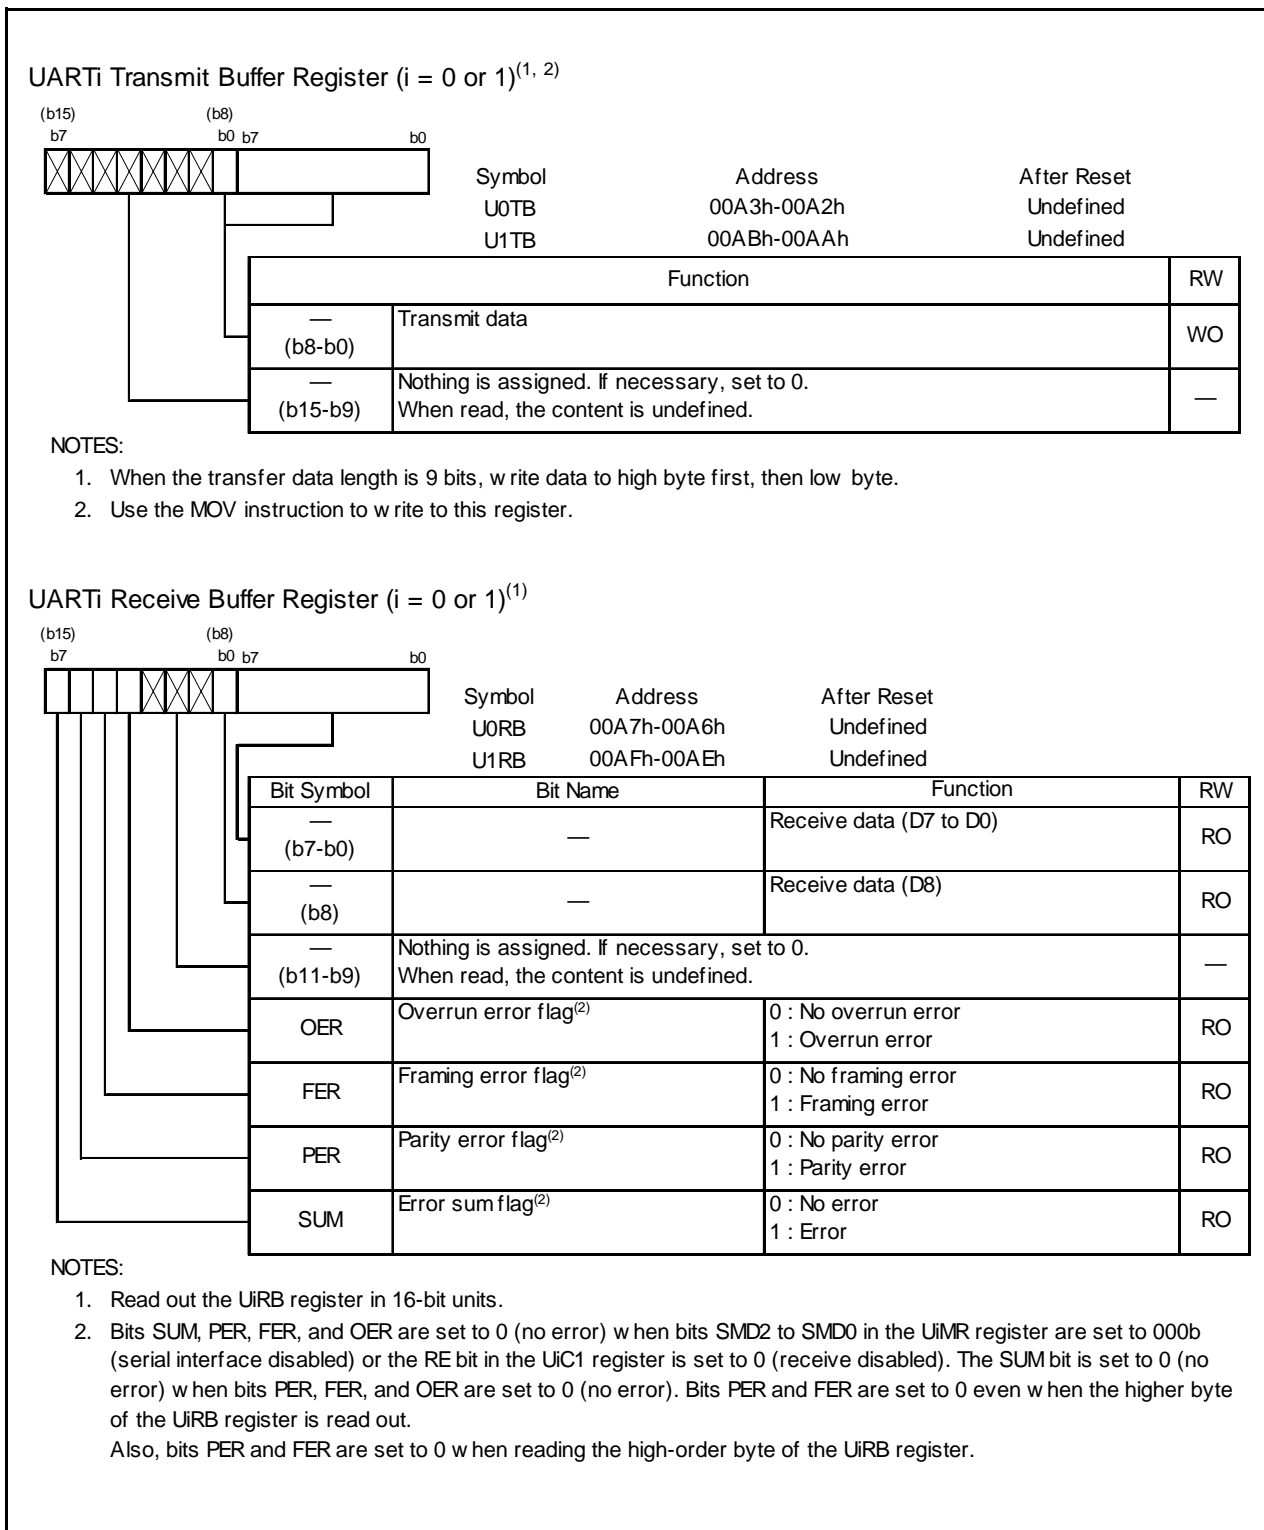 UARTi Transmit Buffer Register (i = 0 or 1)(1, 2)
(b15) (b8)
b7 b0 b7 b0
Symbol Address After Reset
U0TB 00A3h-00A2h Undefined
U1TB 00ABh-00AAh Undefined
Function RW
—
(b8-b0) Transmit data WO
—
(b15-b9) Nothing is assigned. If necessary, set to 0.
When read, the content is undefined. —
NOTES:
1. When the transfer data length is 9 bits, write data to high byte first, then low byte.
2. Use the MOV instruction to write to this register.
UARTi Receive Buffer Register (i = 0 or 1)(1)
(b15) (b8)
b7 b0 b7 b0
Symbol Address After Reset
U0RB 00A7h-00A6h Undefined
U1RB 00AFh-00AEh Undefined
Bit Symbol Bit Name Function RW
—
(b7-b0) — Receive data (D7 to D0) RO
—
(b8) — Receive data (D8) RO
—
(b11-b9) Nothing is assigned. If necessary, set to 0.
When read, the content is undefined. —
OER Overrun error flag(2) 0 : No overrun error
1 : Overrun error RO
FER Framing error flag(2) 0 : No framing error
1 : Framing error RO
PER Parity error flag(2) 0 : No parity error
1 : Parity error RO
SUM Error sum flag(2) 0 : No error
1 : Error RO
NOTES:
1. Read out the UiRB register in 16-bit units.
2. Bits SUM, PER, FER, and OER are set to 0 (no error) when bits SMD2 to SMD0 in the UiMR register are set to 000b
(serial interface disabled) or the RE bit in the UiC1 register is set to 0 (receive disabled). The SUM bit is set to 0 (no
error) when bits PER, FER, and OER are set to 0 (no error). Bits PER and FER are set to 0 even when the higher byte
of the UiRB register is read out.
Also, bits PER and FER are set to 0 when reading the high-order byte of the UiRB register.